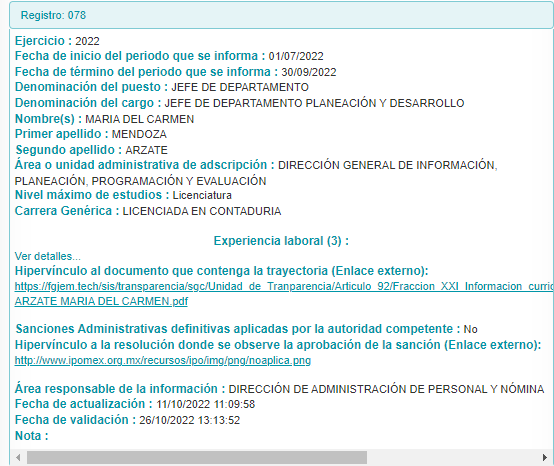 Registro: 078
Ejercicio : 2022
Fecha de inicio del periodo que se informa : 01/07/2022
Fecha de término del periodo que se informa : 30/09/2022
Denominación del puesto : JEFE DE DEPARTAMENTO
Denominación del cargo : JEFE DE DEPARTAMENTO PLANEACIÓN Y DESARROLLO
Nombre(s) : MARIA DEL CARMEN
Primer apellido : MENDOZA
Segundo apellido : ARZATE
Área o unidad administrativa de adscripción : DIRECCIÓN GENERAL DE INFORMACIÓN,
PLANEACIÓN, PROGRAMACIÓN Y EVALUACIÓN
Nivel máximo de estudios : Licenciatura
Carrera Genérica : LICENCIADA EN CONTADURIA
Experiencia laboral (3) :
Ver detalles...
Hipervínculo al documento que contenga la trayectoria (Enlace externo):
https://fgjem.tech/sis/transparencia/sgc/Unidad_de_Tranparencia/Articulo_92/Fraccion_XXI_Informacion_curric
ARZATE MARIA DEL CARMEN.pdf
Sanciones Administrativas definitivas aplicadas por la autoridad competente : No
Hipervínculo a la resolución donde se observe la aprobación de la sanción (Enlace externo):
http://www.ipomex.org.mx/recursos/ipo/img/png/noaplica.png
Área responsable de la información : DIRECCIÓN DE ADMINISTRACIÓN DE PERSONAL Y NÓMINA
Fecha de actualización : 11/10/2022 11:09:58
Fecha de validación : 26/10/2022 13:13:52
Nota :